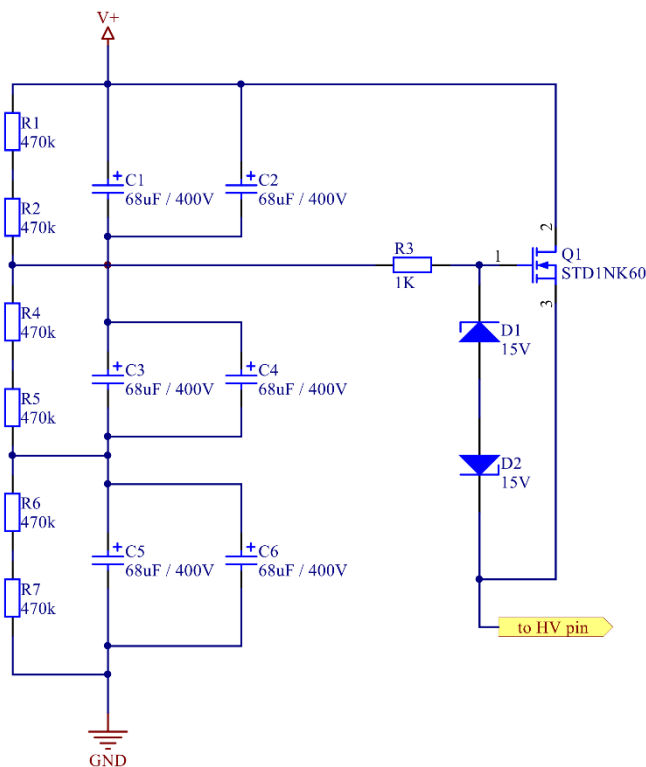 V+
R1
470k
R2
470k
C1
68uF / 400V
C2
68uF / 400V
R3
1K
1
2
3
Q1
STD1NK60
R4
470k
R5
470k
C3
68uF / 400V
C4
68uF / 400V
D1
15V
D2
15V
R6
470k
R7
470k
C5
68uF / 400V
C6
68uF / 400V
to HV pin
GND